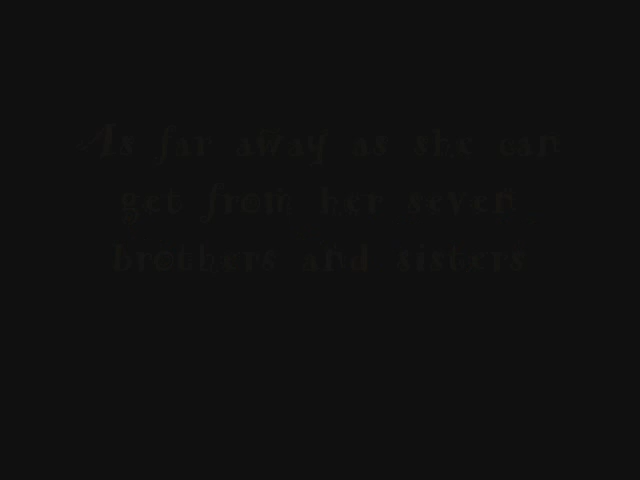 As far away as she can
get from her seven
brothers and sisters